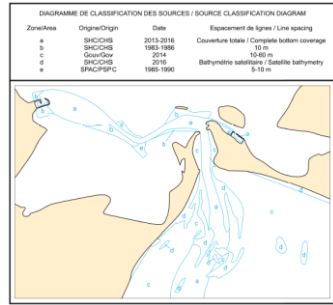 DIAGRAMME DE CLASSIFICATION DES SOURCES / SOURCE CLASSIFICATION DIAGRAM
Zone/Area Origine/Origin Date Espacement de lignes / Line spacing
a SHC/CHS 2013-2016 Couverture totale / Complete bottom coverage
b SHC/CHS 1983-1986 10 m
c Gouv/Gov 2014 10-60 m
d SHC/CHS 2016 Bathymétrie satellitaire / Satellite bathymetry
e SPAC/PSPC 1985-1990 5-10 m